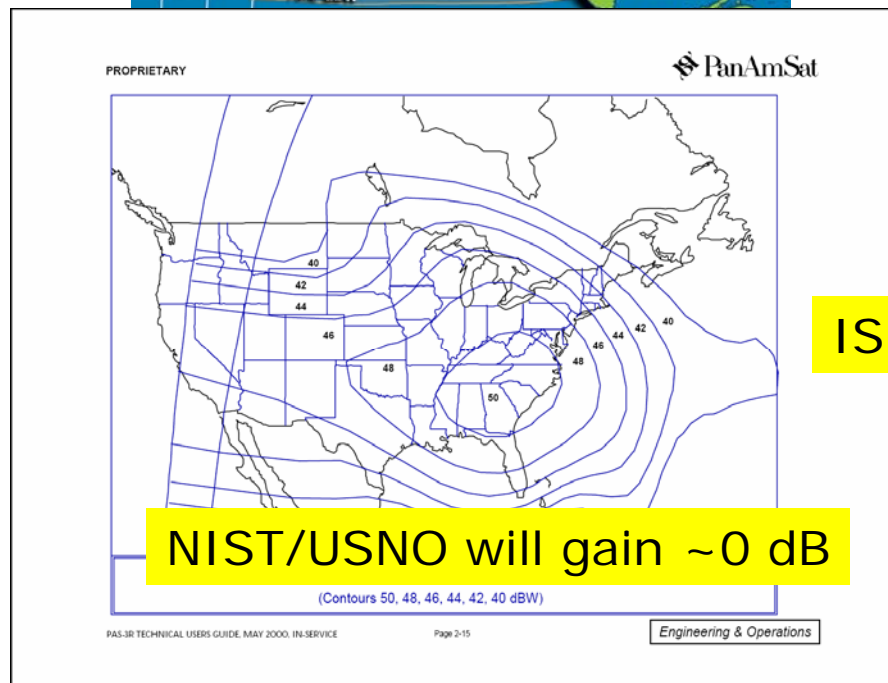 PROPRIETARY
PanAmSat
40
42
44
46
48
50
48
46
44
42
40
IS
NIST/USNO will gain ~0 dB
(Contours 50, 48, 46, 44, 42, 40 dBW)
PAS-3R TECHNICAL USERS GUIDE, MAY 2000, IN-SERVICE
Page 2-15
Engineering & Operations